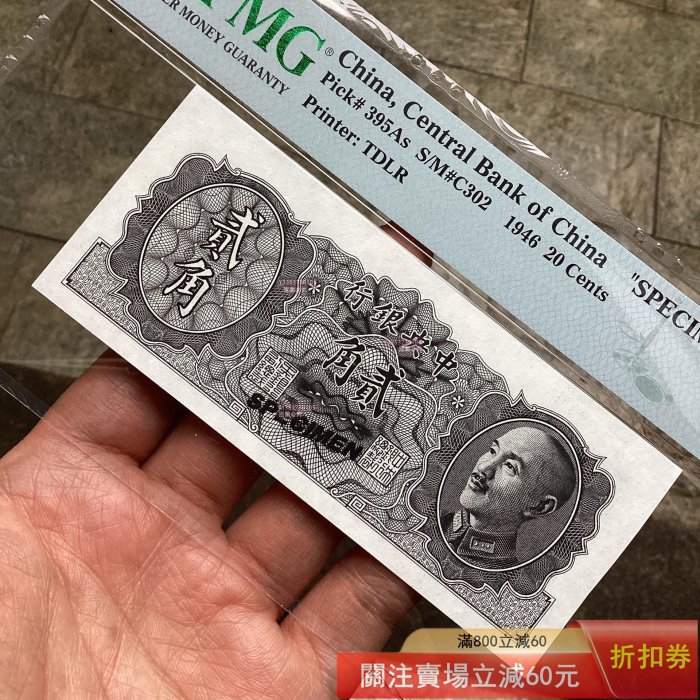 PMG®
ER MONEY GUARANTY
China, Central Bank of China
Pick# 395As S/M#C302
1946 20 Cents
Printer: TDLR
"SPECIM
貳角
行銀央中
角貳
SPECIMEN
滿800立減60
關注賣場立減60元
折扣券